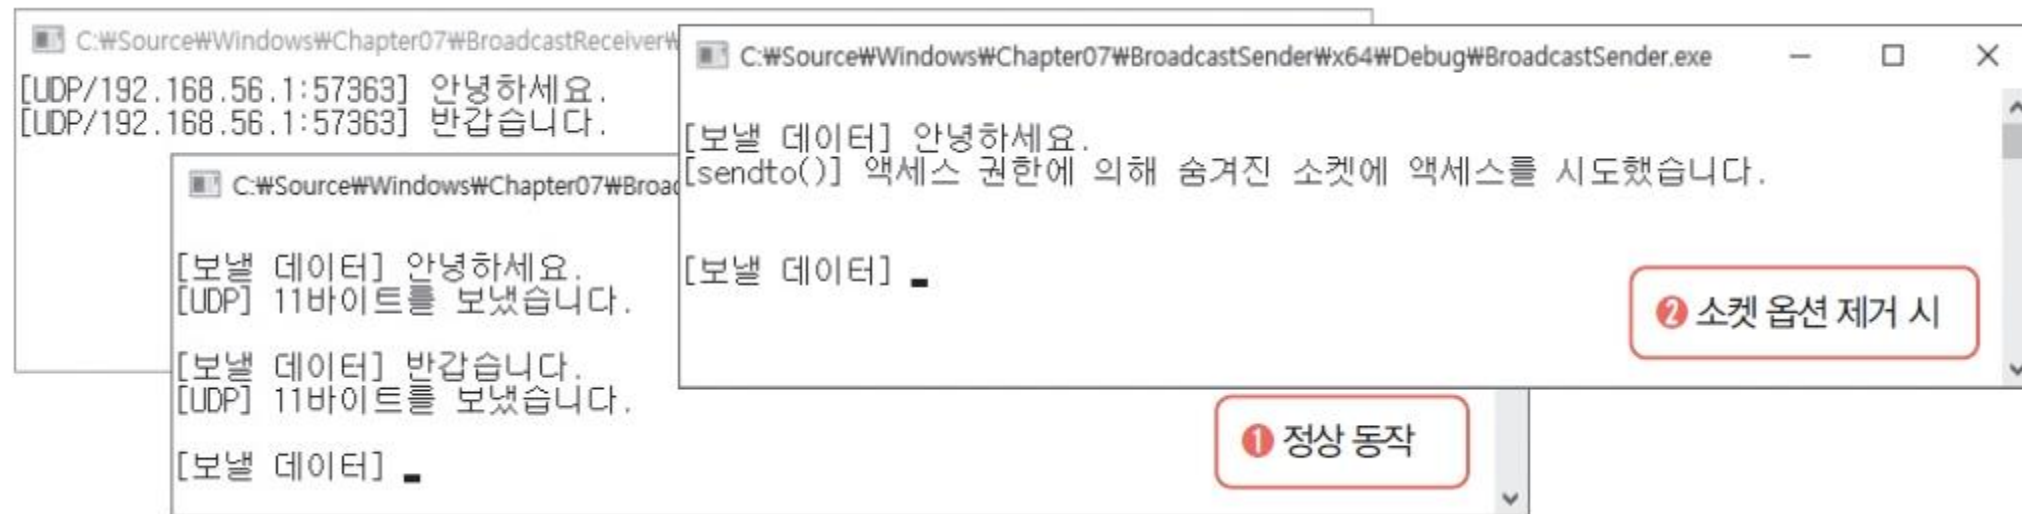 C:₩Source₩Windows₩Chapter07₩BroadcastReceiver₩
[UDP/192.168.56.1:57363] 안녕하세요.
[UDP/192.168.56.1:57363] 반갑습니다.
C:₩Source₩Windows₩Chapter07₩Broad
[보낼 데이터] 안녕하세요.
[UDP] 11바이트를 보냈습니다.
[보낼 데이터] 반갑습니다.
[UDP] 11바이트를 보냈습니다.
[보낼 데이터]
❶ 정상 동작
C:₩Source₩Windows₩Chapter07₩BroadcastSender₩x64₩Debug₩BroadcastSender.exe
[보낼 데이터] 안녕하세요.
[sendto()] 액세스 권한에 의해 숨겨진 소켓에 액세스를 시도했습니다.
[보낼 데이터]
❷ 소켓 옵션 제거 시